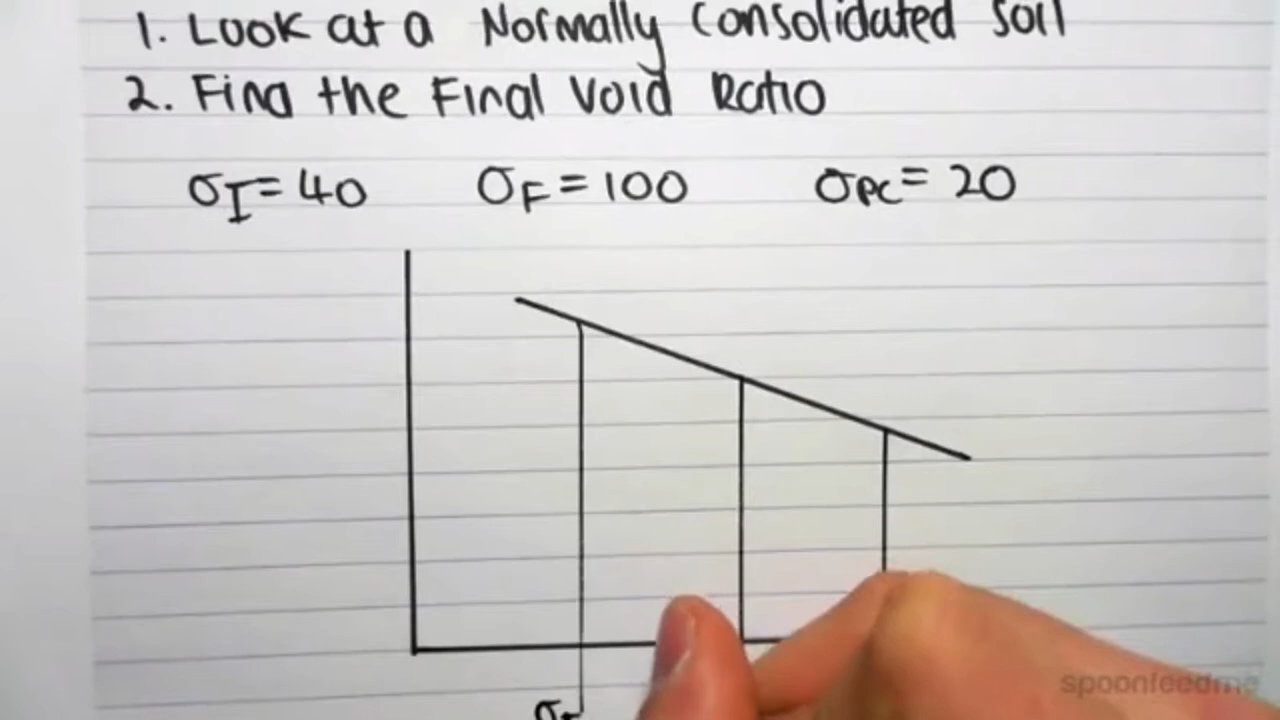 1. Look at a Normally Consolidated Soil
2. Find the Final Void Ratio
σI = 40 σF = 100 σPC = 20
spoonfeedme